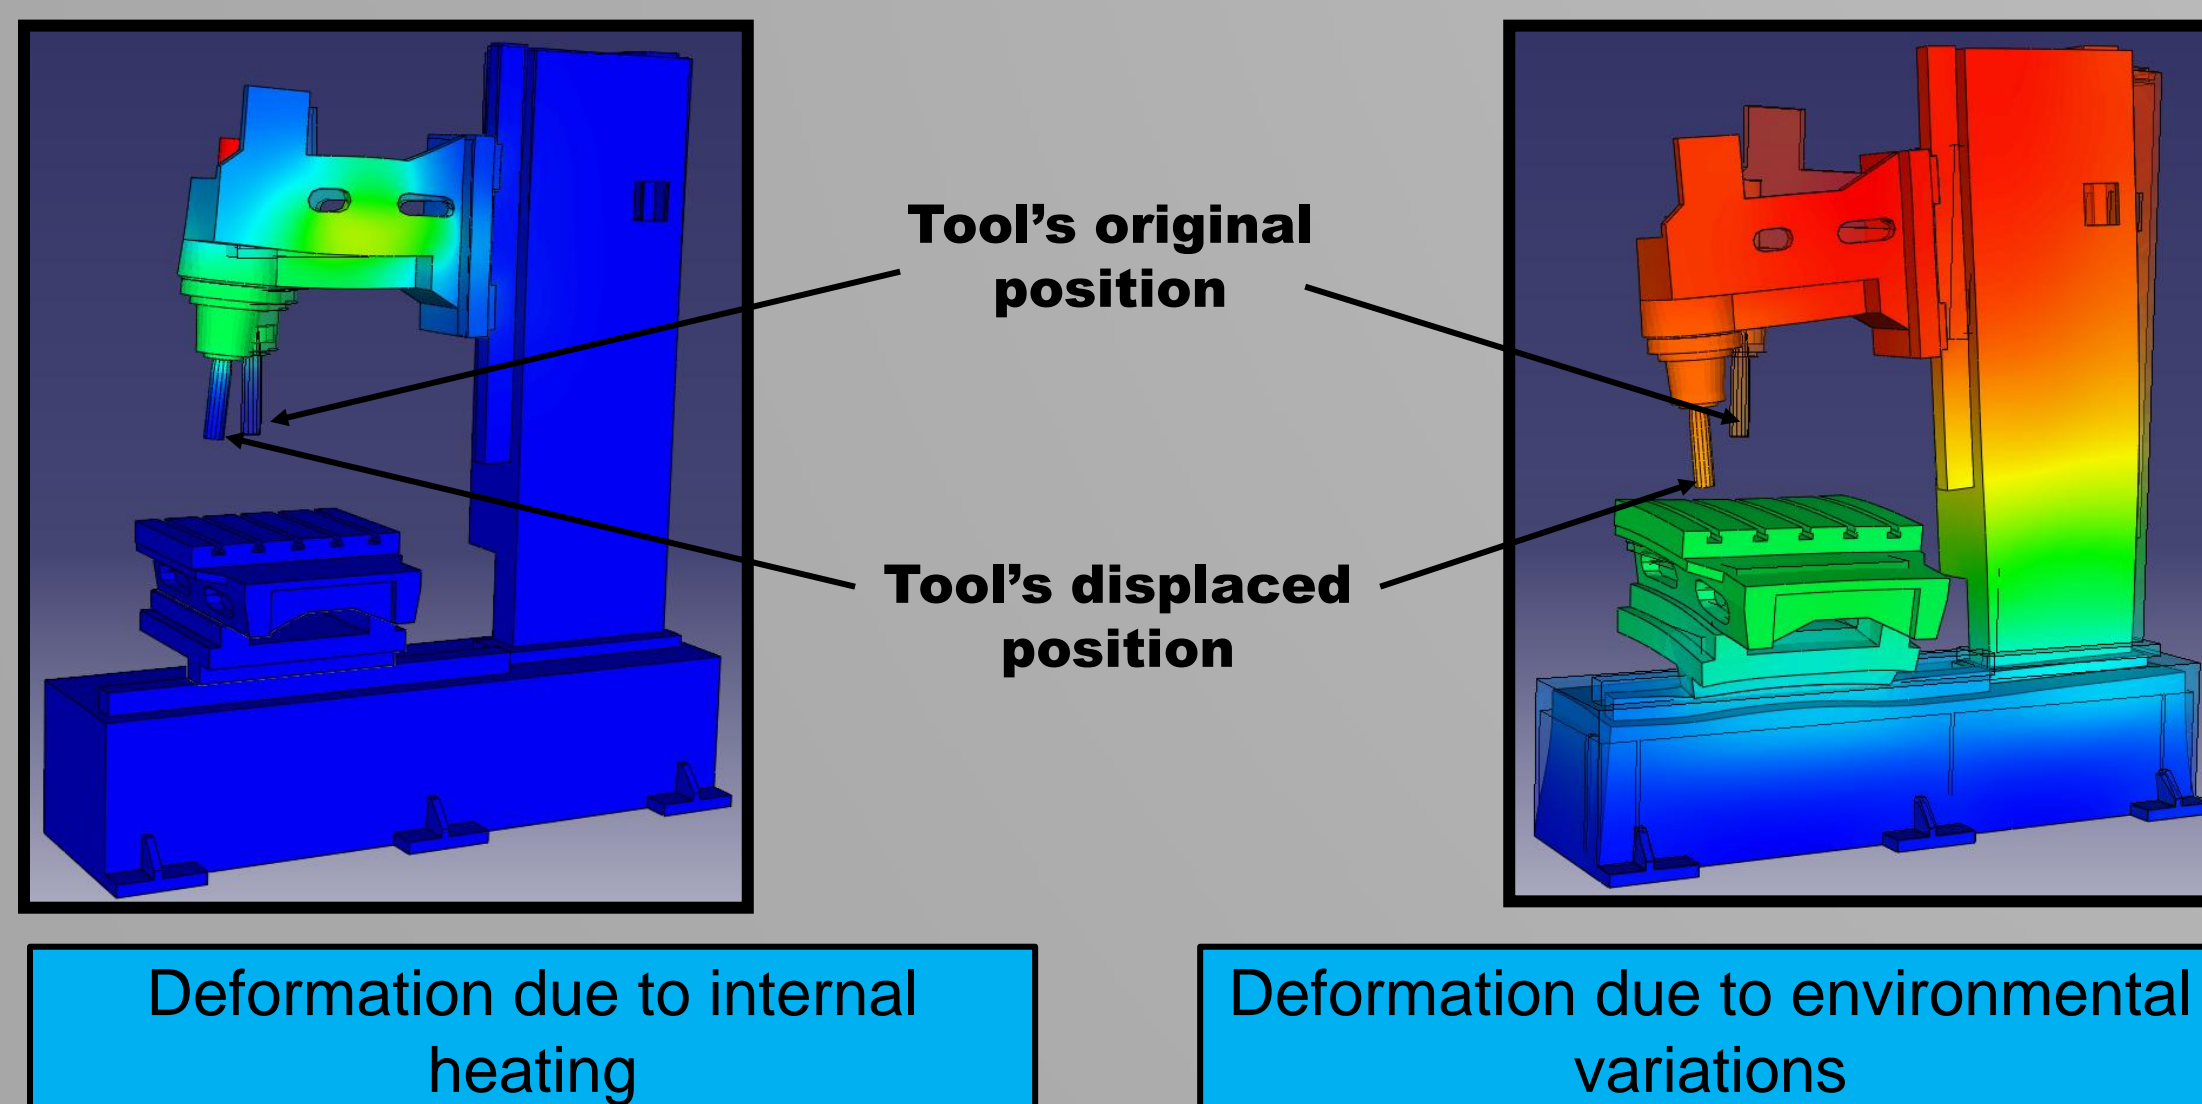 Tool’s original
position
Tool’s displaced
position
Deformation due to internal
heating
Deformation due to environmental
variations